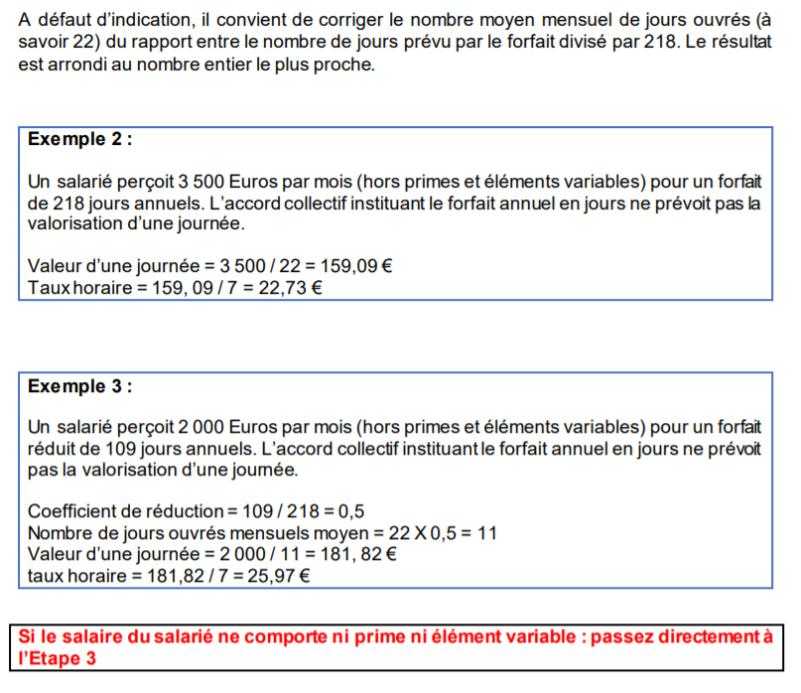 A défaut d'indication, il convient de corriger le nombre moyen mensuel de jours ouvrés (à
savoir 22) du rapport entre le nombre de jours prévu par le forfait divisé par 218. Le résultat
est arrondi au nombre entier le plus proche.
Exemple 2 :
Un salarié perçoit 3 500 Euros par mois (hors primes et éléments variables) pour un forfait
de 218 jours annuels. L'accord collectif instituant le forfait annuel en jours ne prévoit pas la
valorisation d'une journée.
Valeur d'une journée = 3 500 / 22 = 159,09 €
Taux horaire = 159, 09 / 7 = 22,73 €
Exemple 3 :
Un salarié perçoit 2 000 Euros par mois (hors primes et éléments variables) pour un forfait
réduit de 109 jours annuels. L'accord collectif instituant le forfait annuel en jours ne prévoit
pas la valorisation d'une journée.
Coefficient de réduction = 109 / 218 = 0,5
Nombre de jours ouvrés mensuels moyen = 22 X 0,5 = 11
Valeur d'une journée = 2 000 / 11 = 181, 82 €
taux horaire = 181,82 / 7 = 25,97 €
Si le salaire du salarié ne comporte ni prime ni élément variable : passez directement à
l'Etape 3